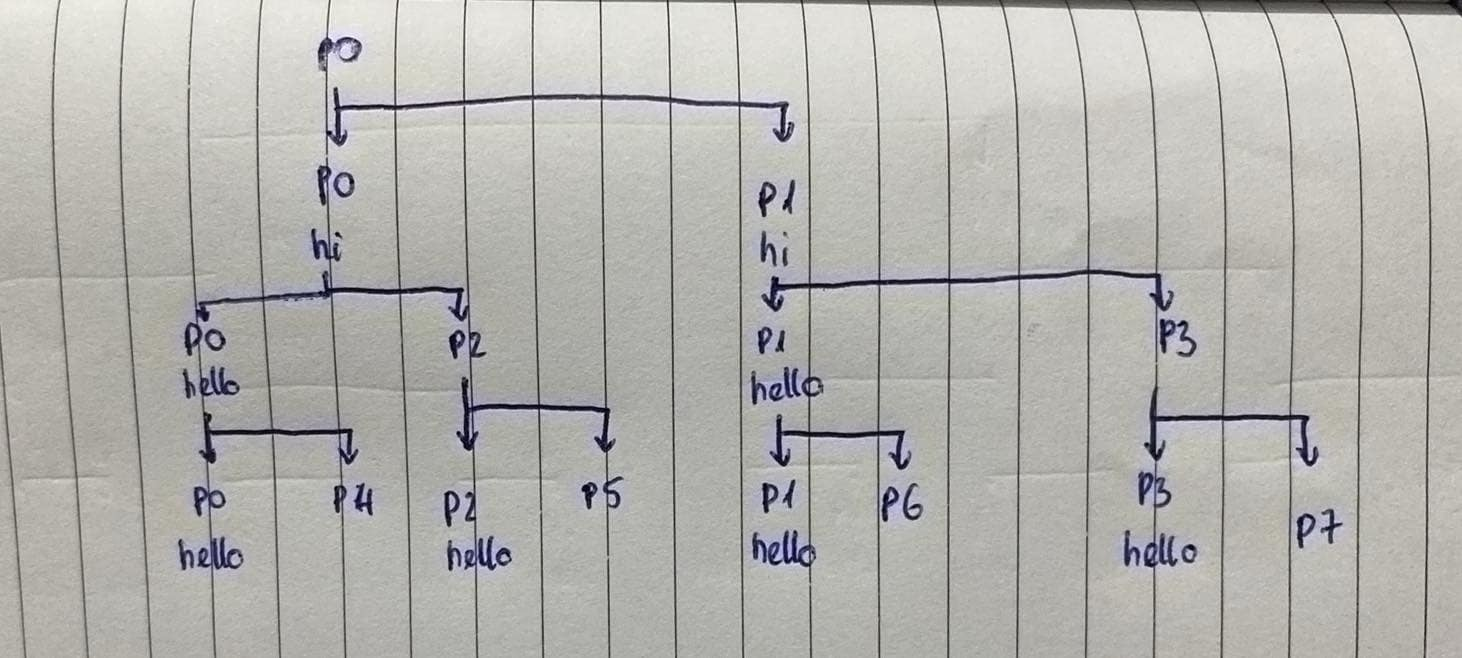 P0
P0 P1
hi hi
P0 P2 P1 P3
hello hello
P0 P4 P2 P5 P1 P6 P3 P7
hello hello hello hello